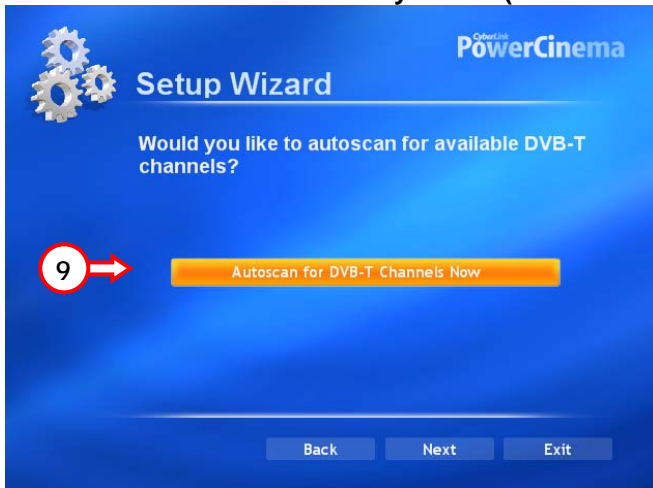 CyberLink
PowerCinema
Setup Wizard
Would you like to autoscan for available DVB-T
channels?
9
Autoscan for DVB-T Channels Now
Back Next Exit